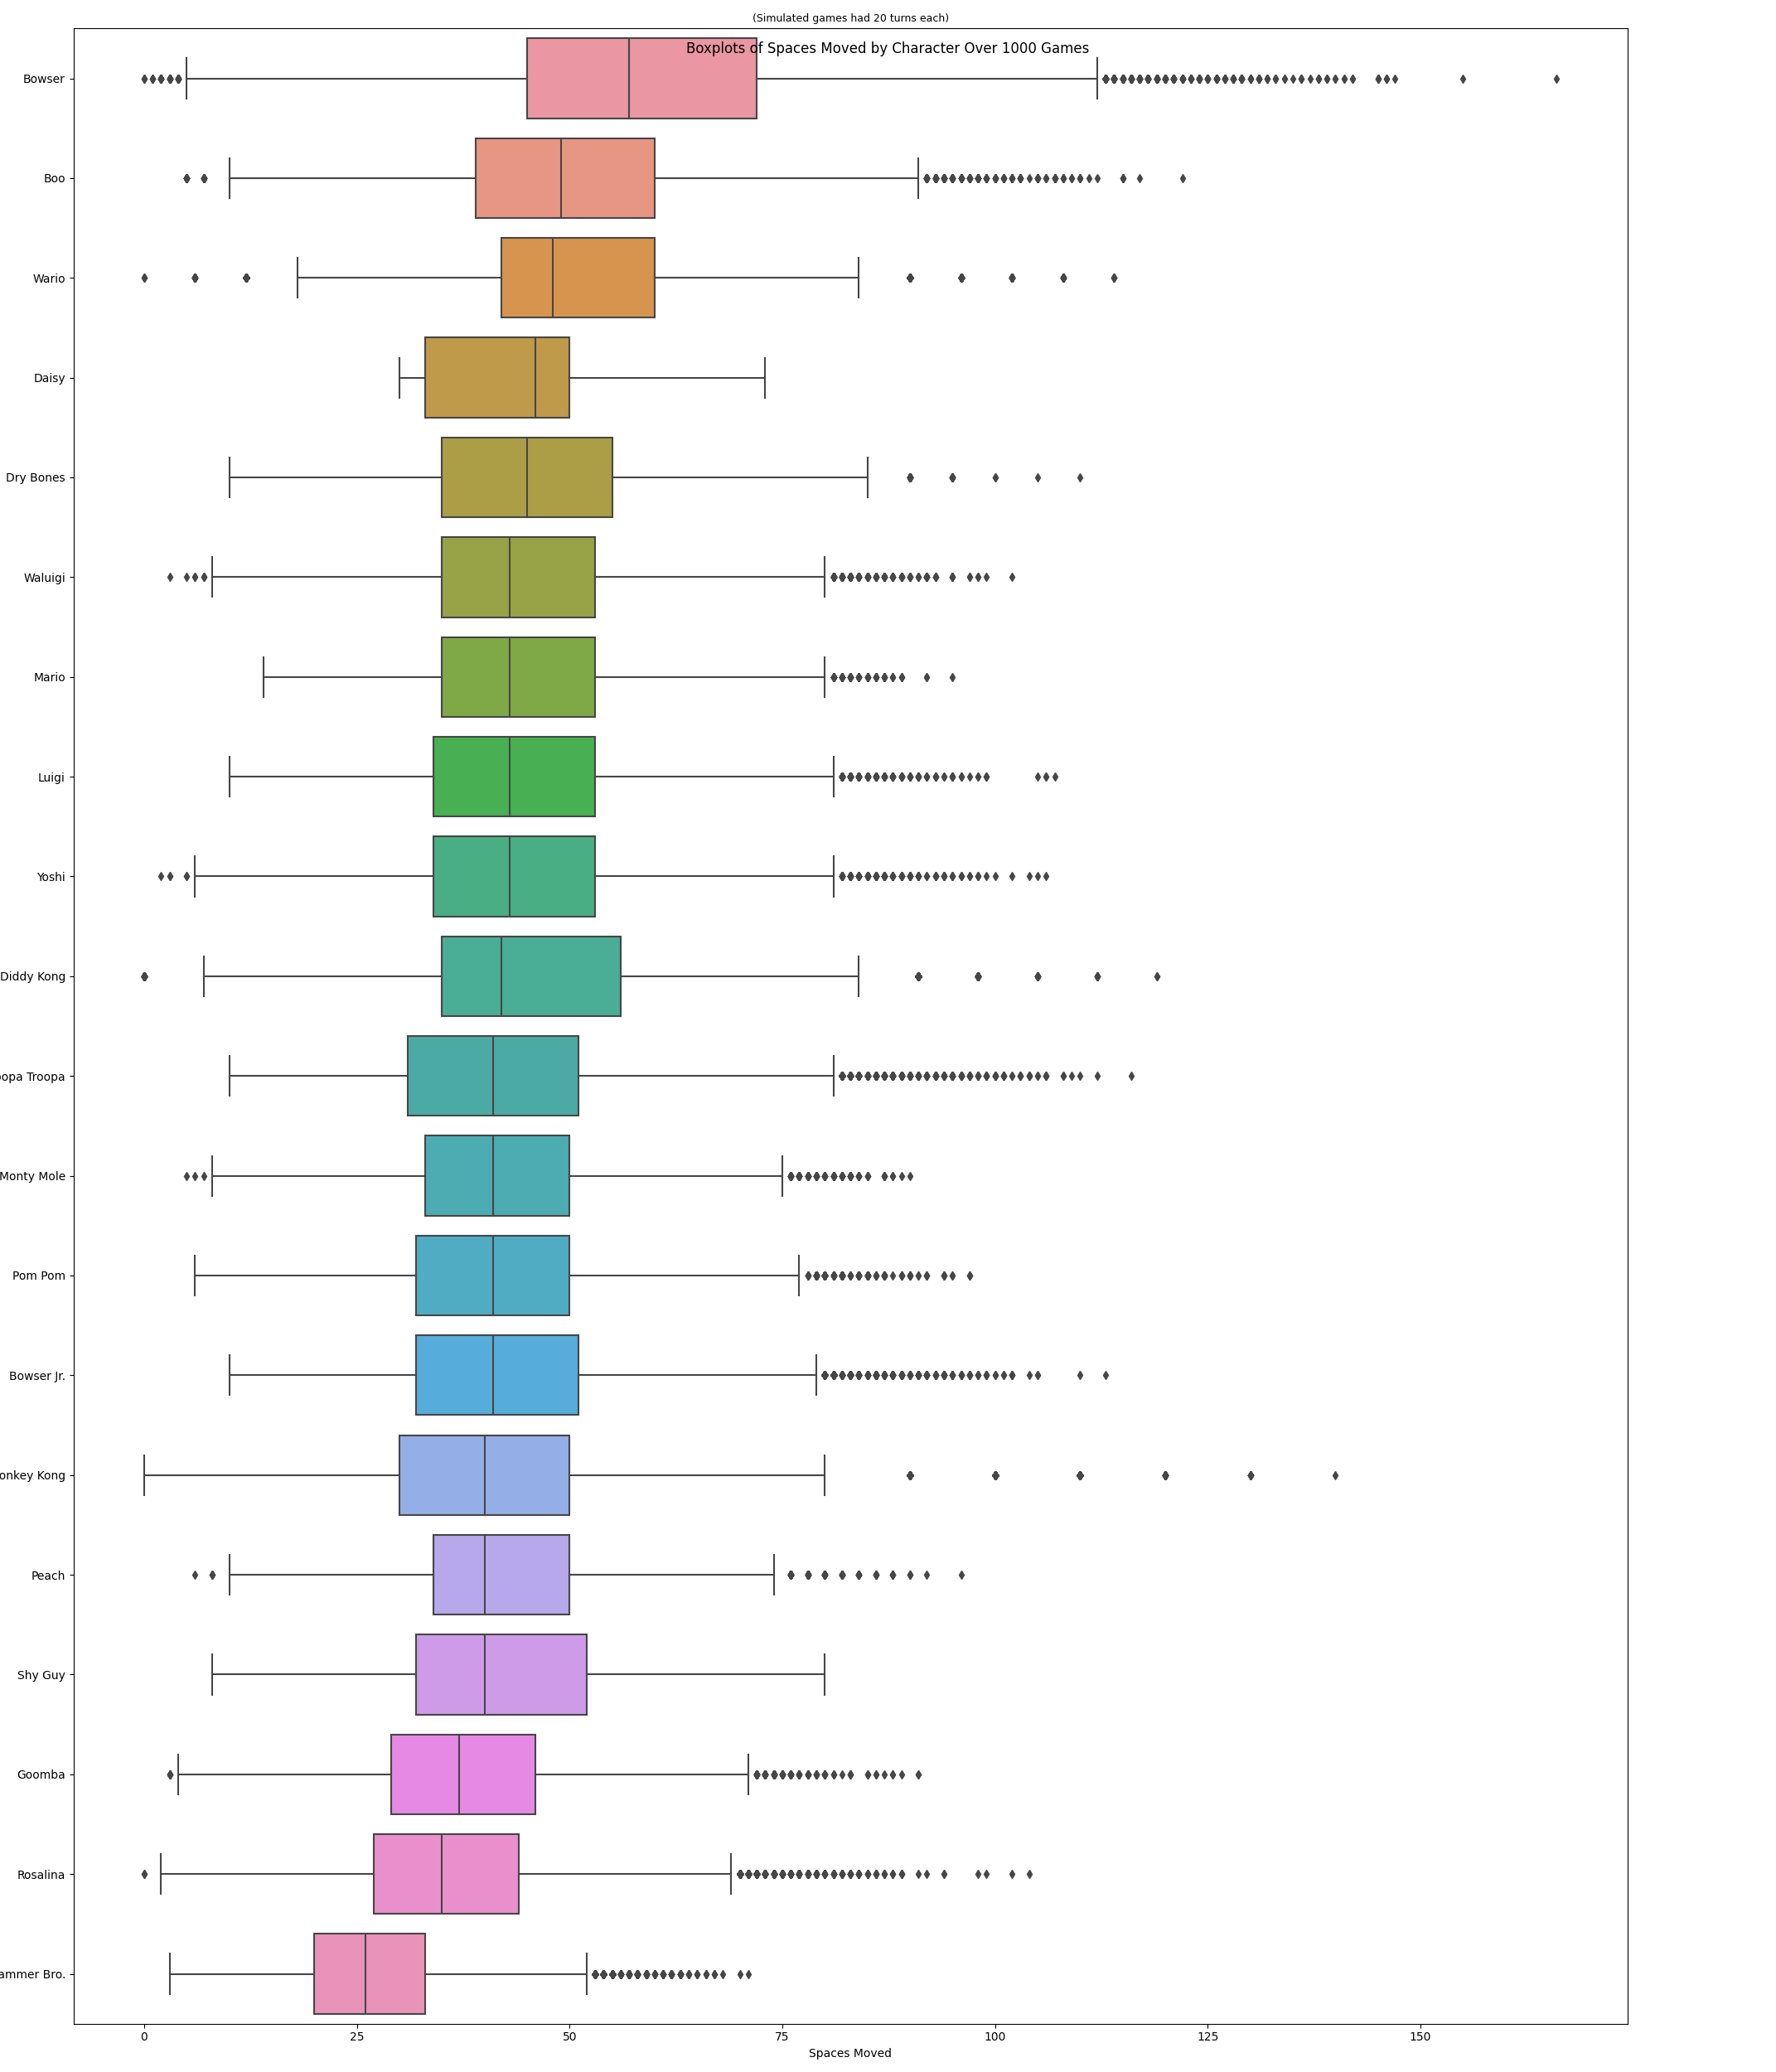 (Simulated games had 20 turns each)
Boxplots of Spaces Moved by Character Over 1000 Games
Bowser
Boo
Wario
Daisy
Dry Bones
Waluigi
Mario
Luigi
Yoshi
Diddy Kong
oopa Troopa
Monty Mole
Pom Pom
Bowser Jr.
onkey Kong
Peach
Shy Guy
Goomba
Rosalina
ammer Bro.
0 25 50 75 100 125 150
Spaces Moved